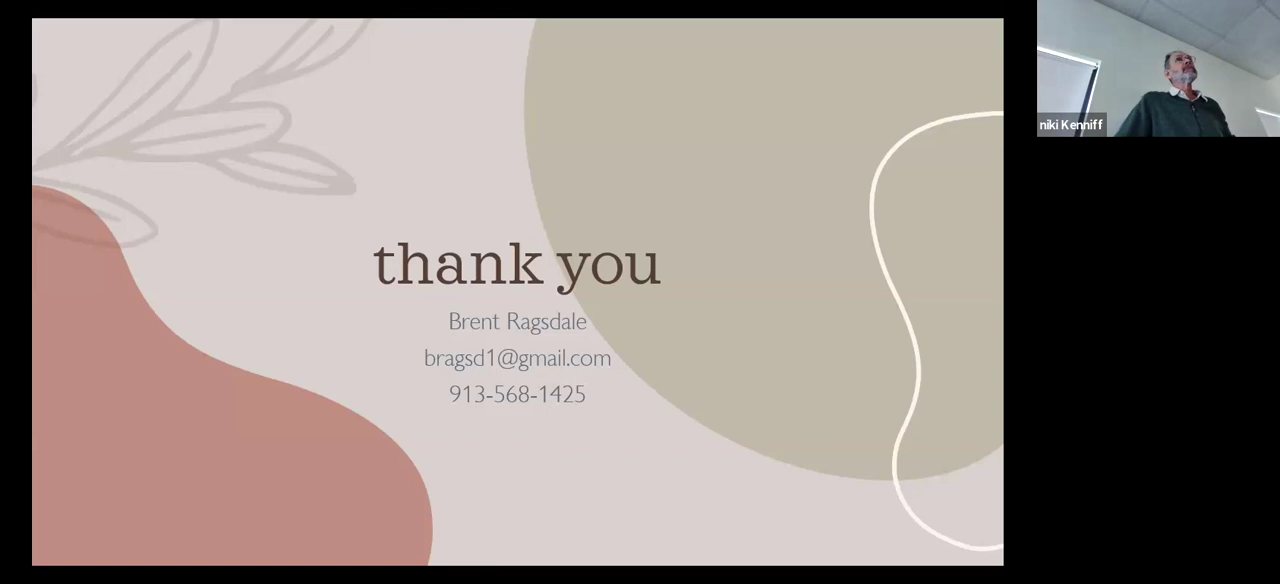 thank you
Brent Ragsdale
bragsd1@gmail.com
913-568-1425
niki Kenniff